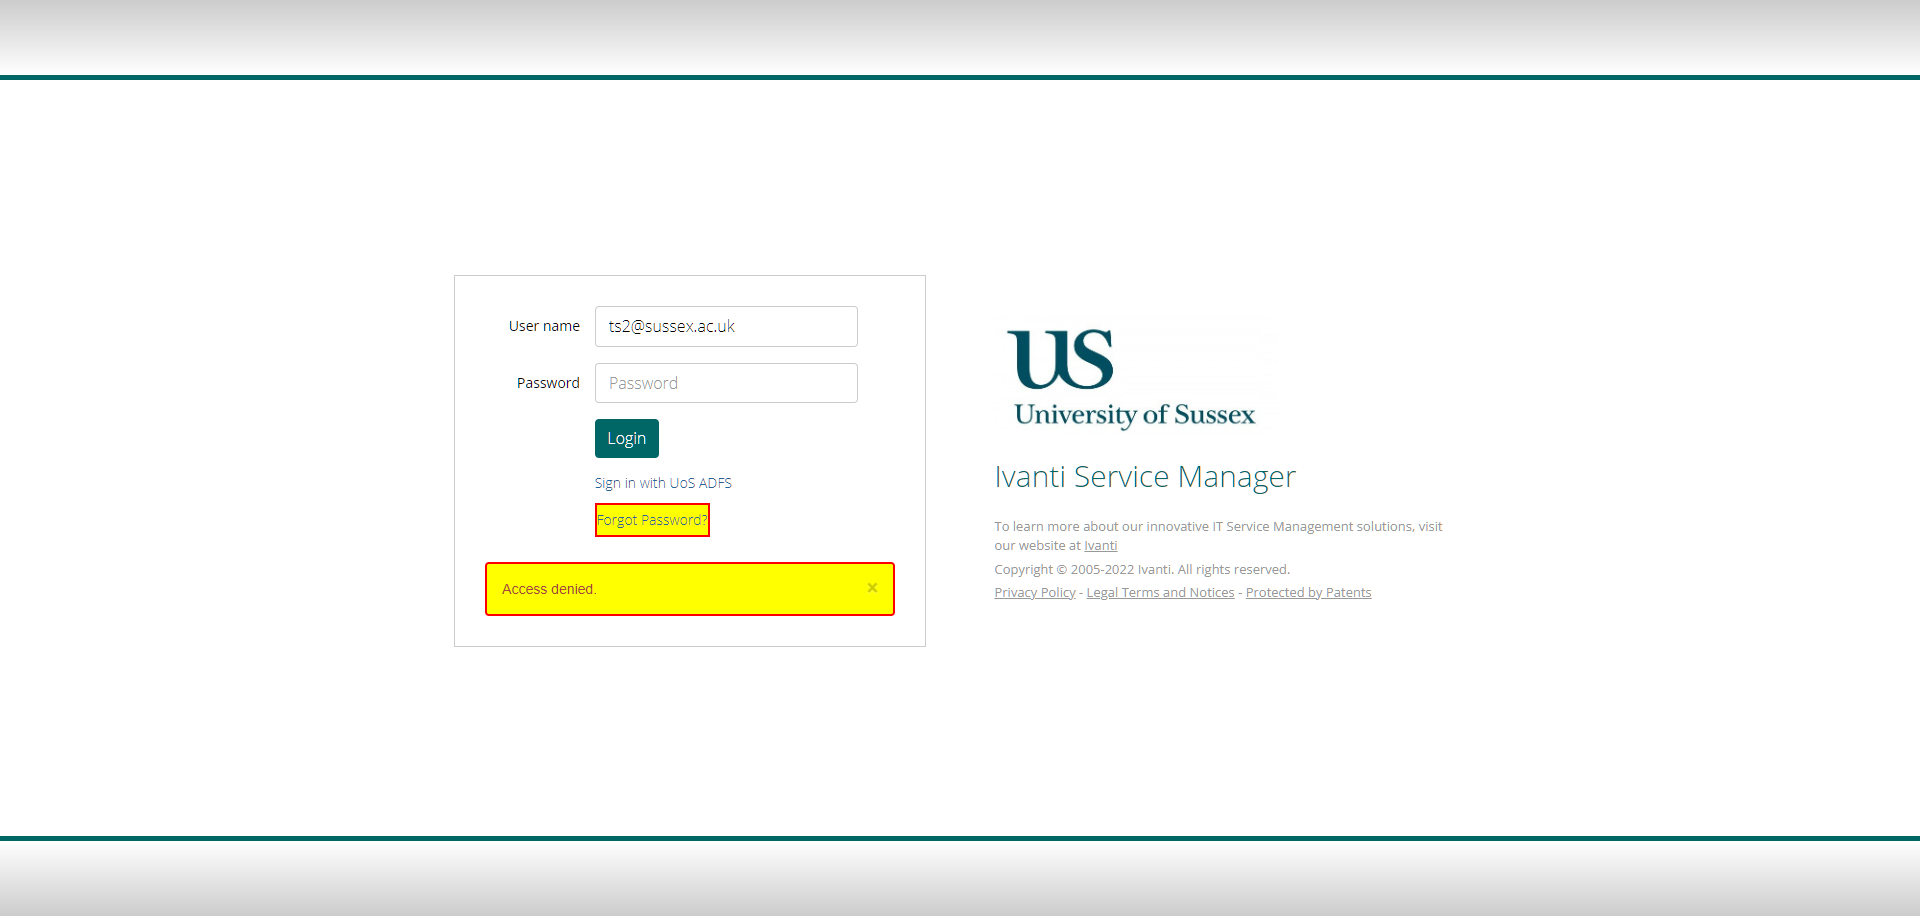 User name
ts2@sussex.ac.uk
Password
Password
Login
Sign in with UoS ADFS
Forgot Password?
Access denied.
×
US
University of Sussex
Ivanti Service Manager
To learn more about our innovative IT Service Management solutions, visit
our website at Ivanti
Copyright © 2005-2022 Ivanti. All rights reserved.
Privacy Policy - Legal Terms and Notices - Protected by Patents